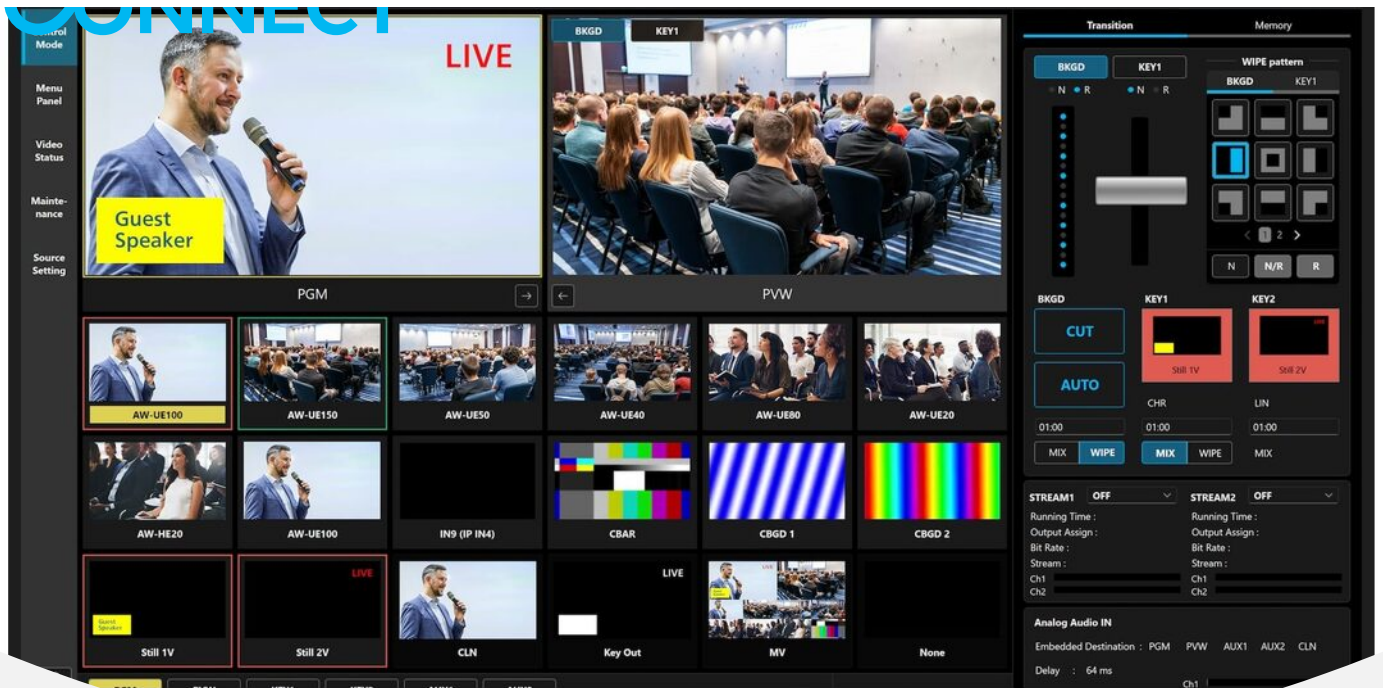 CONNECT
Control
Mode
Menu
Panel
Video
Status
Mainte-
nance
Source
Setting
LIVE
Guest
Speaker
BKGD KEY1
PGM →
← PVW
AW-UE100 AW-UE150 AW-UE50 AW-UE40 AW-UE80 AW-UE20
AW-HE20 AW-UE100 IN9 (IP IN4) CBAR CBGD 1 CBGD 2
LIVE LIVE LIVE
Guest
Speaker
Still 1V Still 2V CLN Key Out MV None
Transition Memory
BKGD KEY1
N R N R
WIPE pattern
BKGD KEY1
< 1 2 >
N N/R R
BKGD KEY1 KEY2
CUT
AUTO
LIVE
Still 1V Still 2V
CHR LIN
01:00 01:00 01:00
MIX WIPE MIX WIPE MIX
STREAM1 OFF STREAM2 OFF
Running Time : Running Time :
Output Assign : Output Assign :
Bit Rate : Bit Rate :
Stream : Stream :
Ch1 Ch1
Ch2 Ch2
Analog Audio IN
Embedded Destination : PGM PVW AUX1 AUX2 CLN
Delay : 64 ms
Ch1